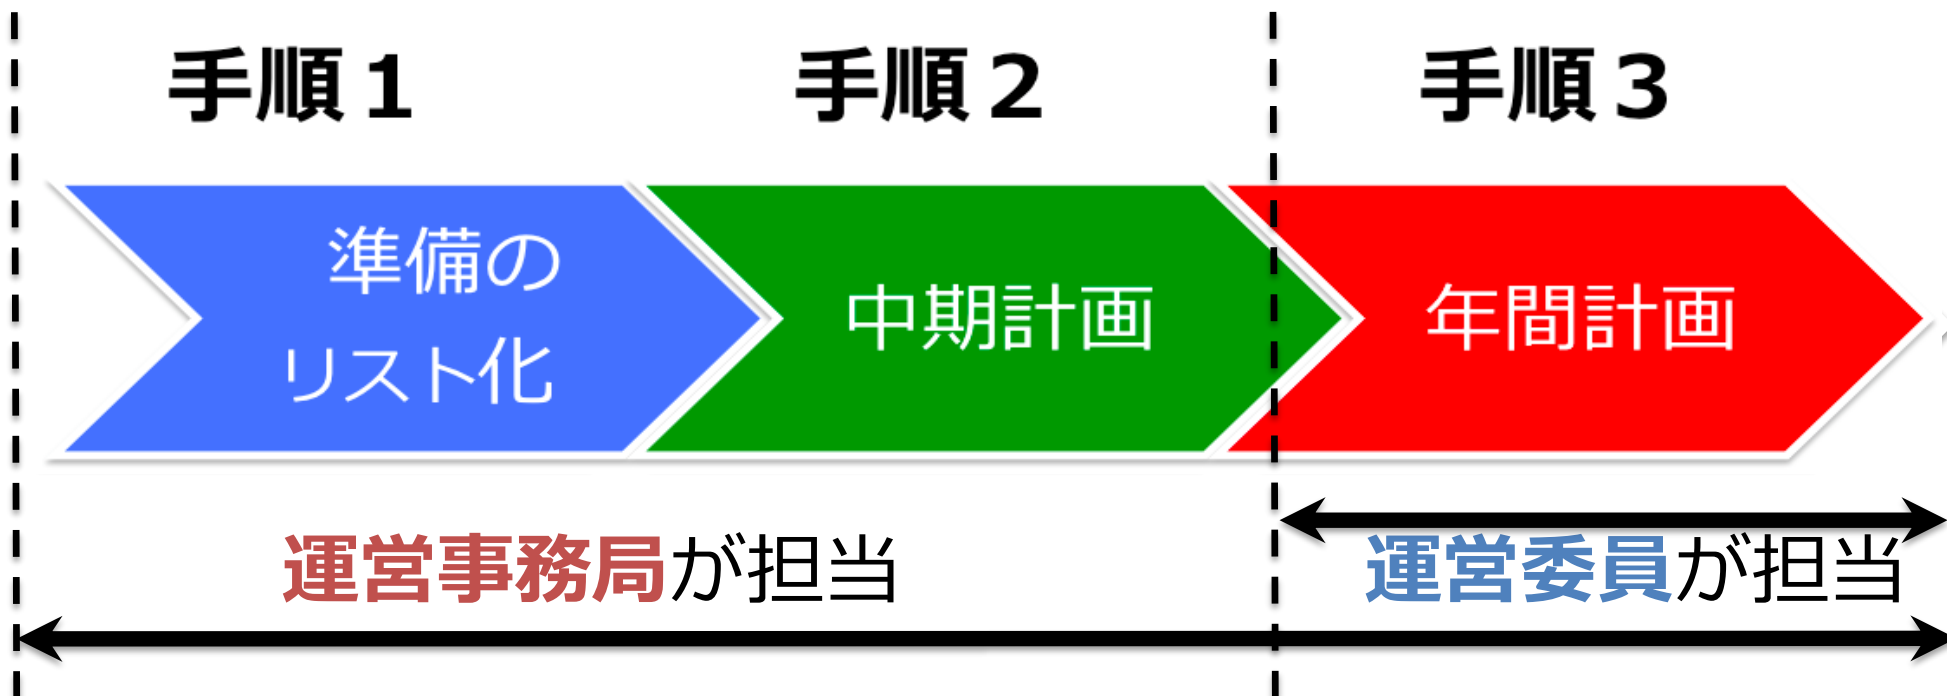 手順１
手順２
手順３
準備の
リスト化
中期計画
年間計画
運営事務局が担当
運営委員が担当